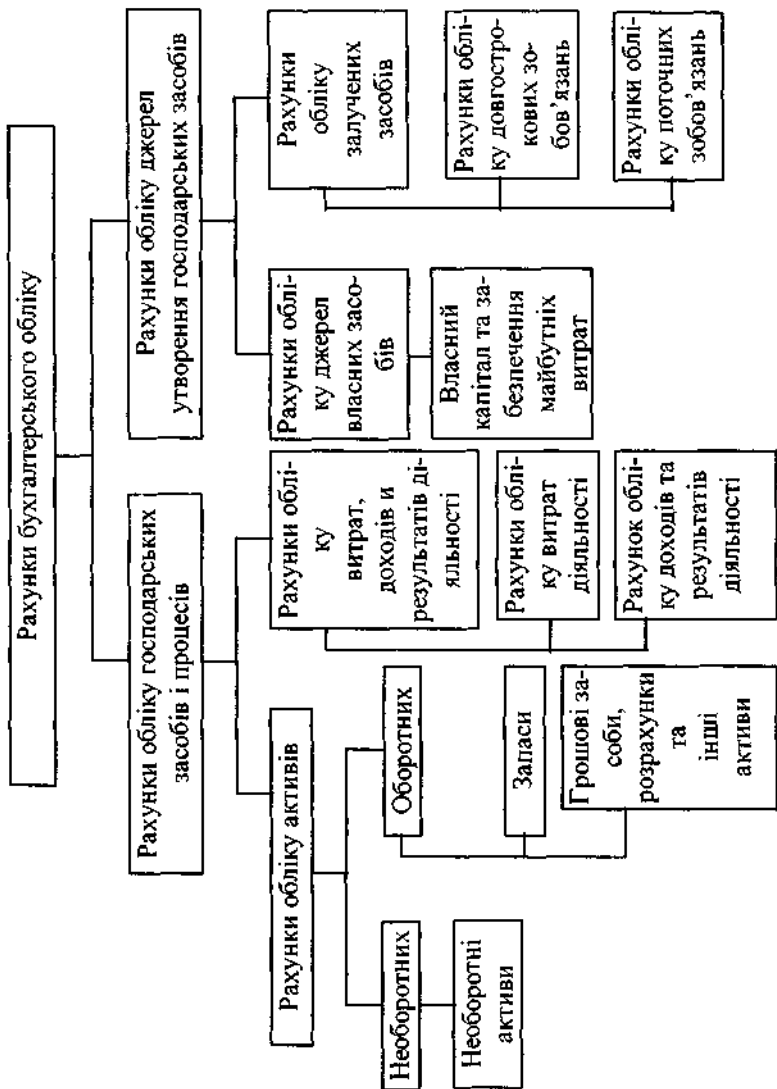 Рахунки бухгалтерського обліку
Рахунки обліку господарських
засобів і процесів
Рахунки обліку джерел
утворення господарських засобів
Рахунки обліку активів
Рахунки облі-
ку
витрат,
доходів и
результатів ді-
яльності
Рахунки облі-
ку джерел
власних засо-
бів
Рахунки
обліку
залучених
засобів
Необоротних
Оборотних
Необоротні
активи
Запаси
Грошові за-
соби,
розрахунки
та
інші
активи
Рахунки облі-
ку витрат
діяльності
Рахунок облі-
ку доходів та
результатів
діяльності
Власний
капітал та за-
безпечення
майбутніх
витрат
Рахунки облі-
ку довгостро-
кових зо-
бов’язань
Рахунки облі-
ку поточних
зобов’язань